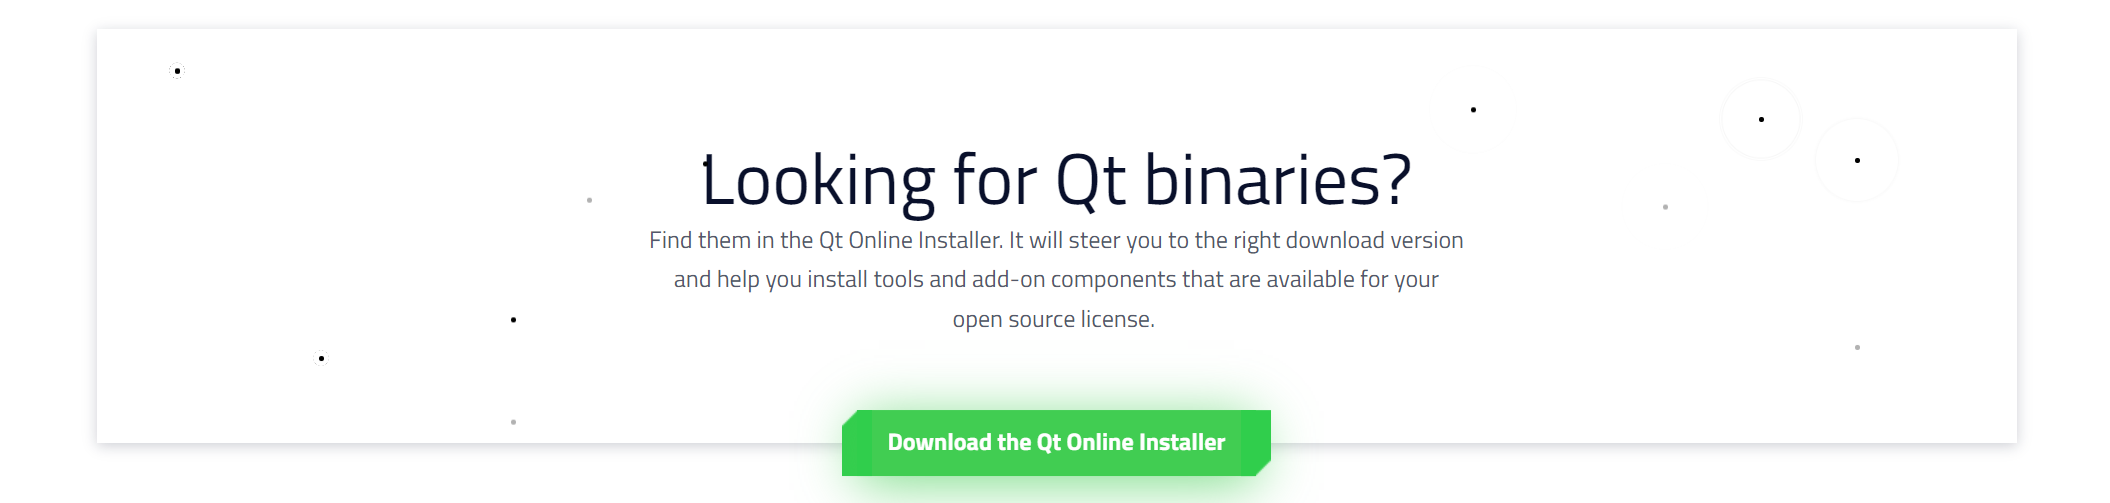 Looking for Qt binaries?
Find them in the Qt Online Installer. It will steer you to the right download version
and help you install tools and add-on components that are available for your
open source license.
Download the Qt Online Installer